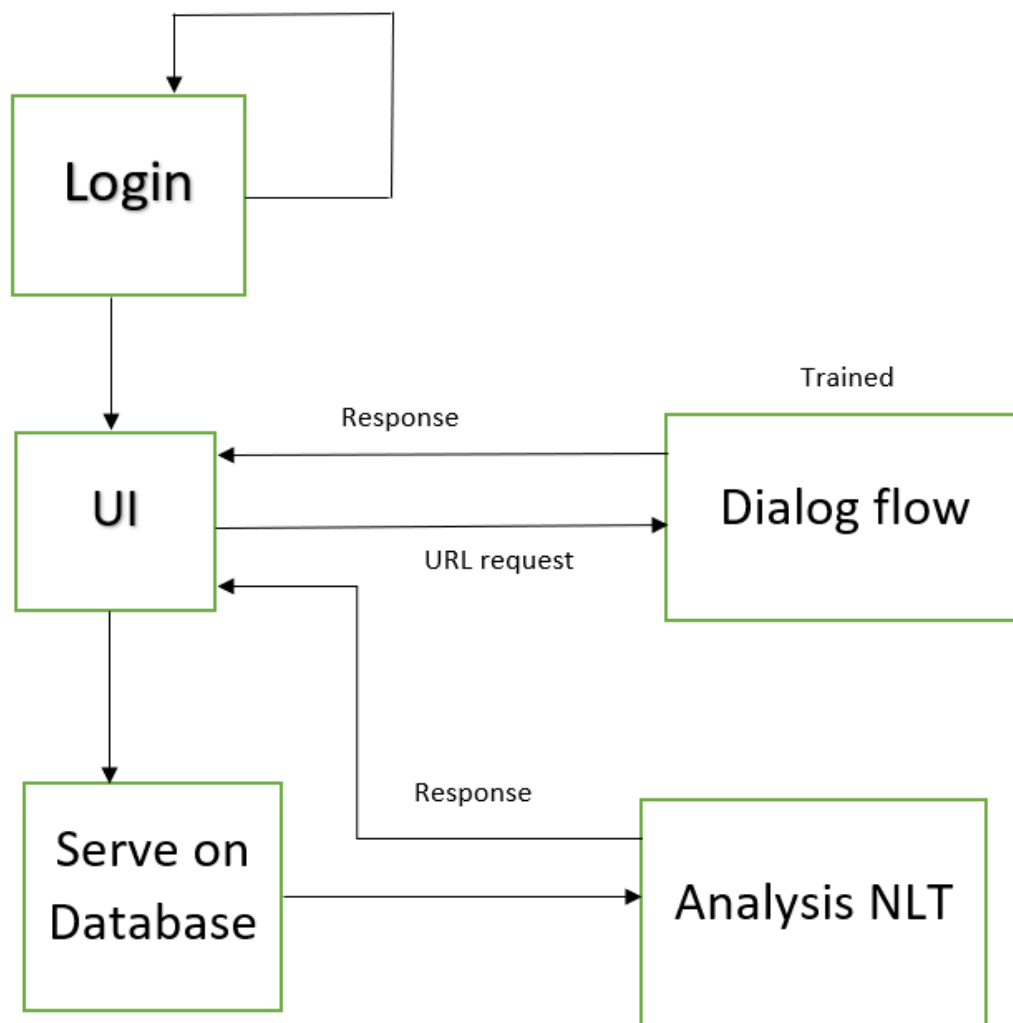 Login
Trained
Response
UI
Dialog flow
URL request
Response
Serve on
Database
Analysis NLT